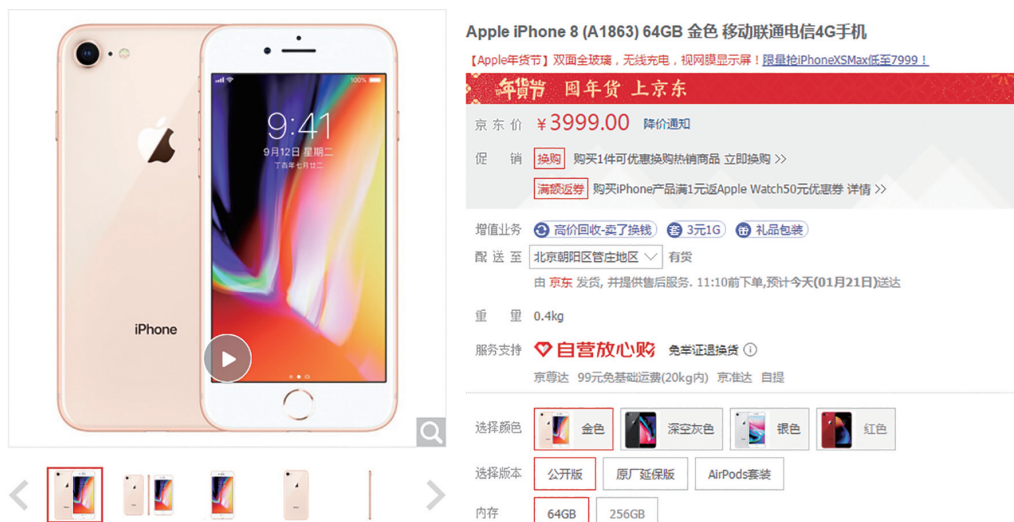 Apple iPhone 8 (A1863) 64GB 金色 移动联通电信4G手机
【Apple年货节】双面全玻璃，无线充电，视网膜显示屏！限量抢iPhoneXSMax低至7999！
年货节 囤年货 上京东
京东价 ￥3999.00 降价通知
促销 换购 购买1件可优惠换购热销商品 立即换购 >>
满额返券 购买iPhone产品满1元返Apple Watch50元优惠券 详情 >>
增值业务 高价回收-卖了换钱 3元1G 礼品包装
配送至 北京朝阳区管庄地区 有货
由 京东 发货, 并提供售后服务. 11:10前下单,预计今天(01月21日)送达
重量 0.4kg
服务支持 自营放心购 免举证退换货
京尊达 99元免基础运费(20kg内) 京准达 自提
选择颜色 金色 深空灰色 银色 红色
选择版本 公开版 原厂延保版 AirPods套装
内存 64GB 256GB
100%
9:41
9月12日 星期二
丁酉年七月廿二
iPhone